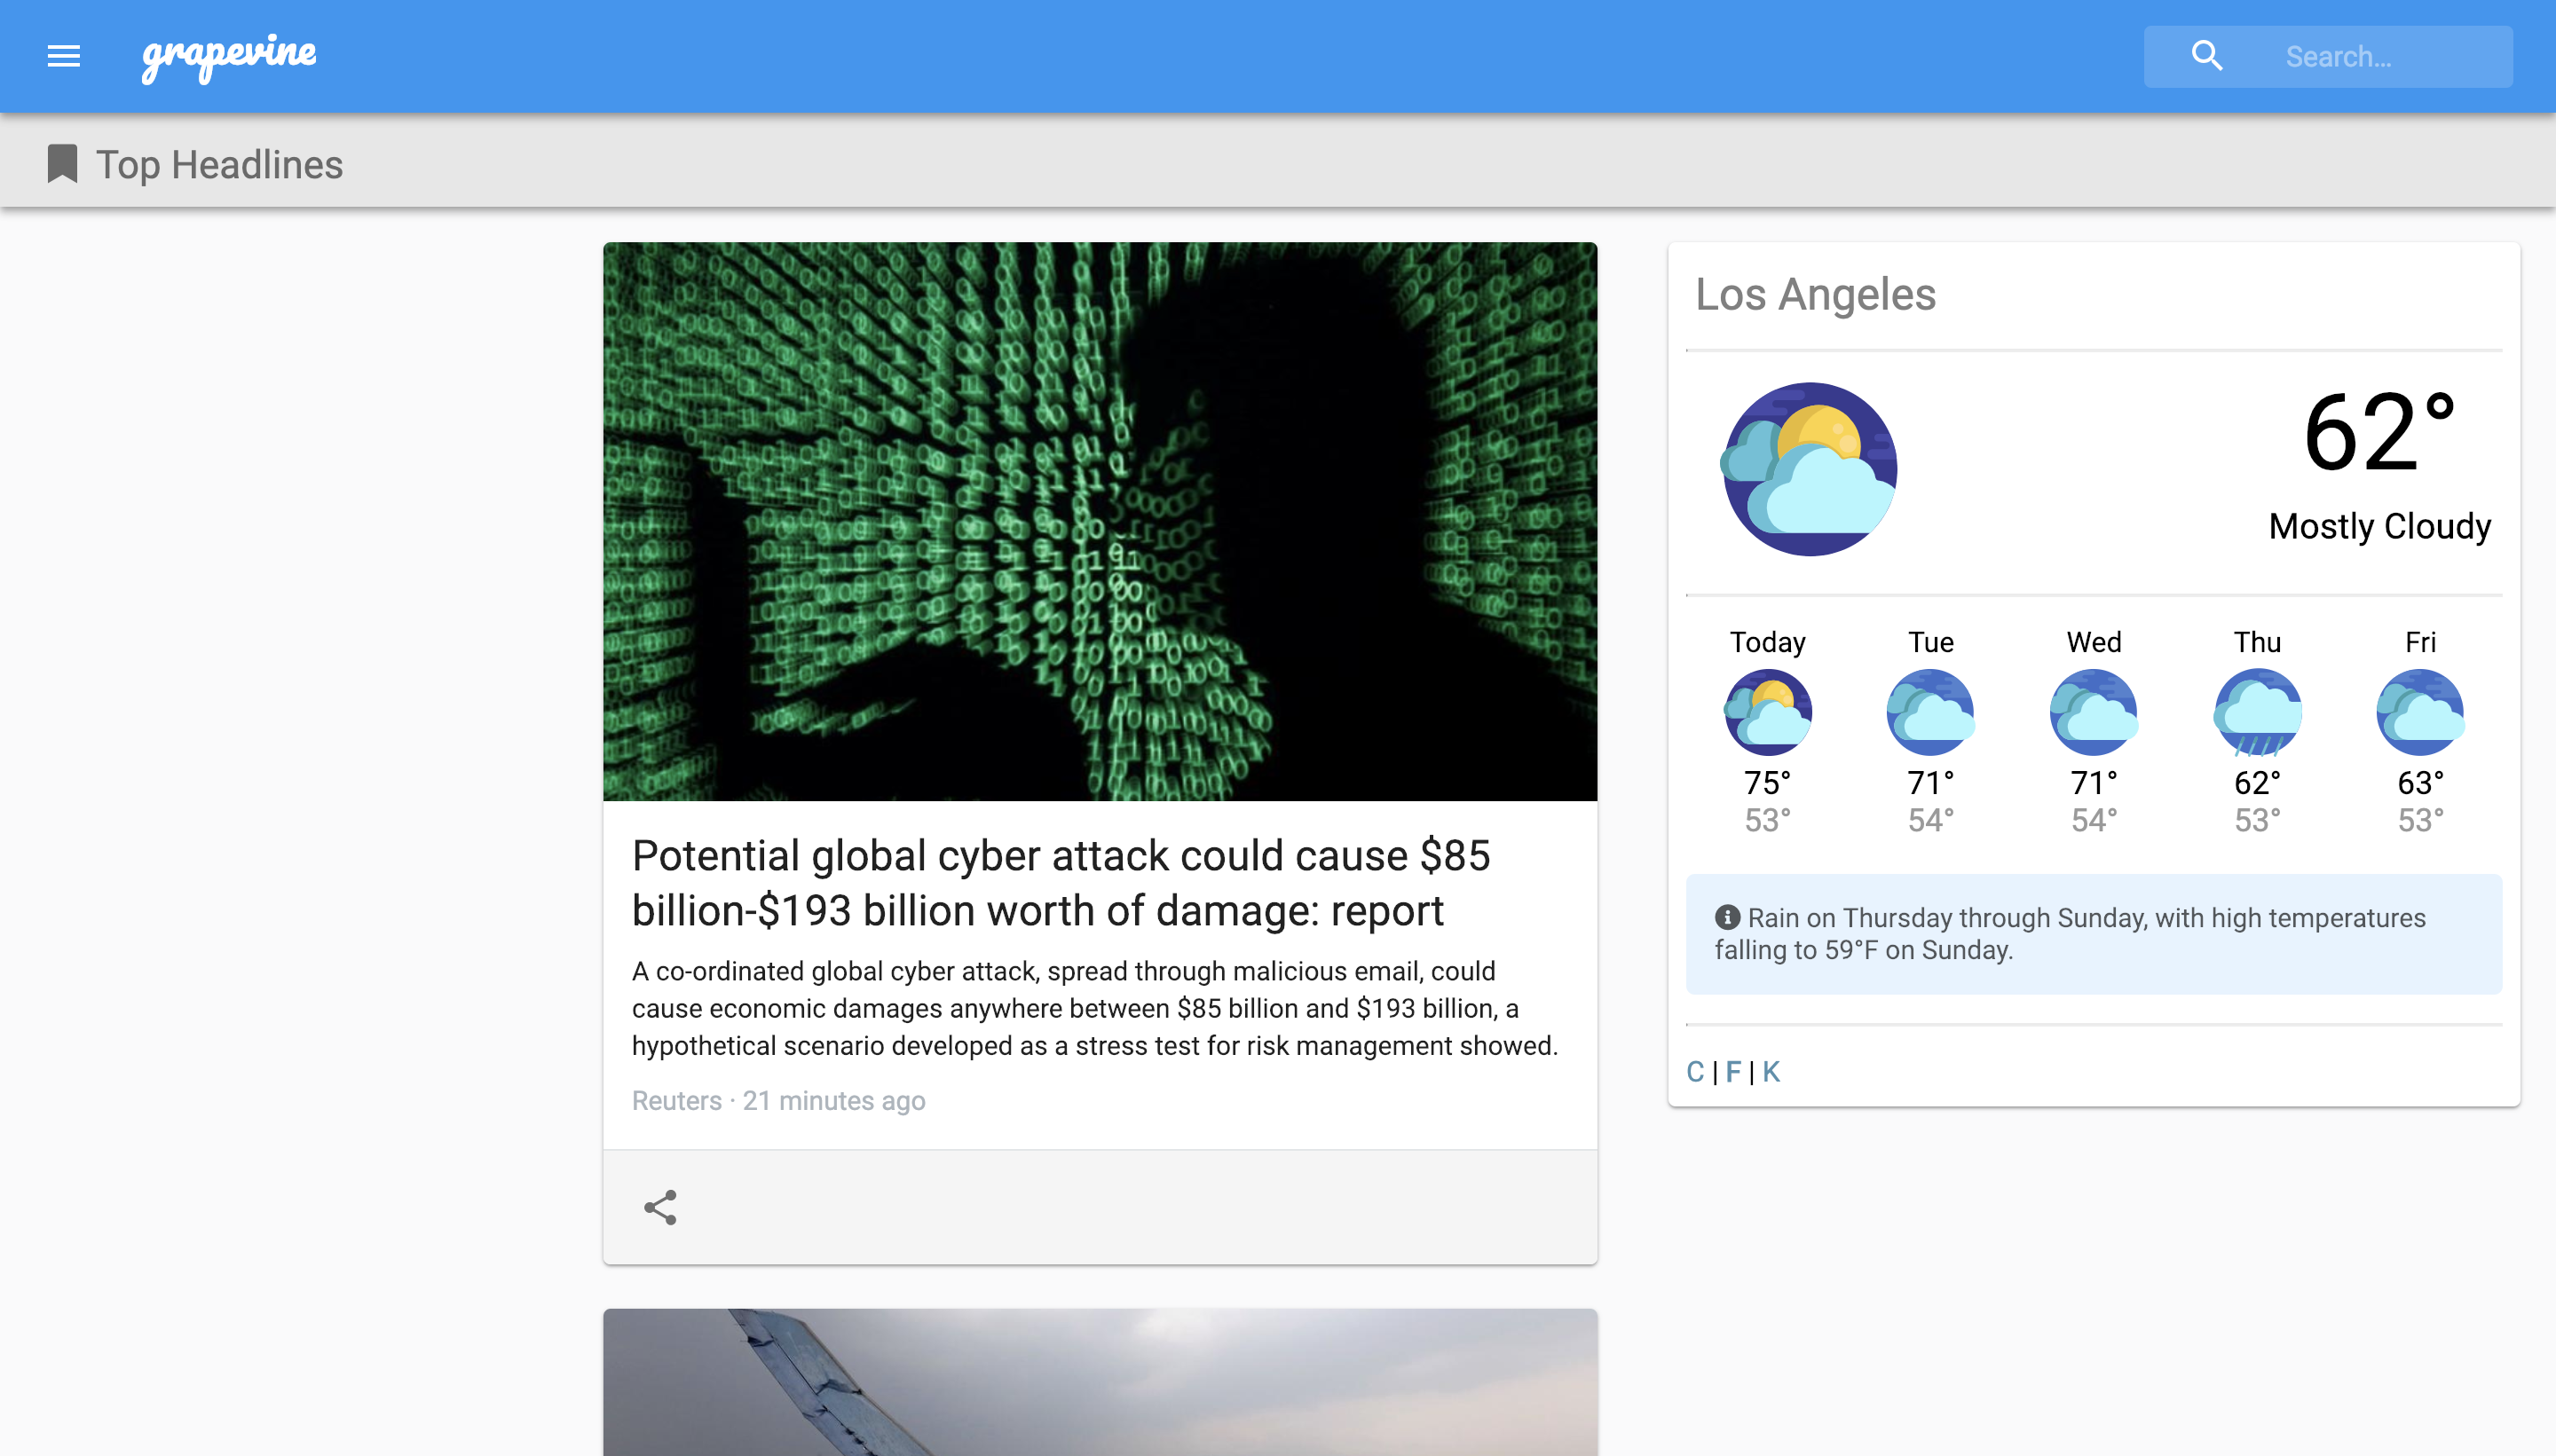 grapevine
Search...
Top Headlines
Potential global cyber attack could cause $85
billion-$193 billion worth of damage: report
A co-ordinated global cyber attack, spread through malicious email, could
cause economic damages anywhere between $85 billion and $193 billion, a
hypothetical scenario developed as a stress test for risk management showed.
Reuters · 21 minutes ago
Los Angeles
62°
Mostly Cloudy
Today Tue Wed Thu Fri
75° 71° 71° 62° 63°
53° 54° 54° 53° 53°
Rain on Thursday through Sunday, with high temperatures
falling to 59°F on Sunday.
C | F | K